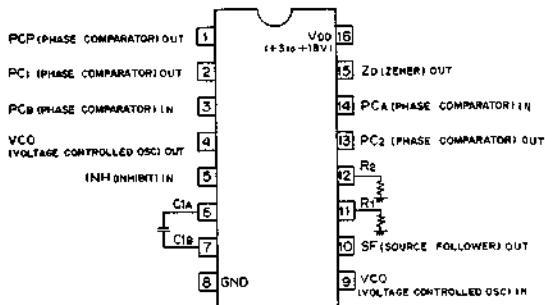 PCP (PHASE COMPARATOR) OUT
1
PC1 (PHASE COMPARATOR) OUT
2
PCB (PHASE COMPARATOR) IN
3
VCO
(VOLTAGE CONTROLLED OSC) OUT
4
INH (INHIBIT) IN
5
C1A
6
C1B
7
8
GND
VDD
(+3 to +18V)
16
15
ZD (ZENER) OUT
14
PCA (PHASE COMPARATOR) IN
13
PC2 (PHASE COMPARATOR) OUT
12
R2
11
R1
10
SF (SOURCE FOLLOWER) OUT
9
VCO
(VOLTAGE CONTROLLED OSC) IN